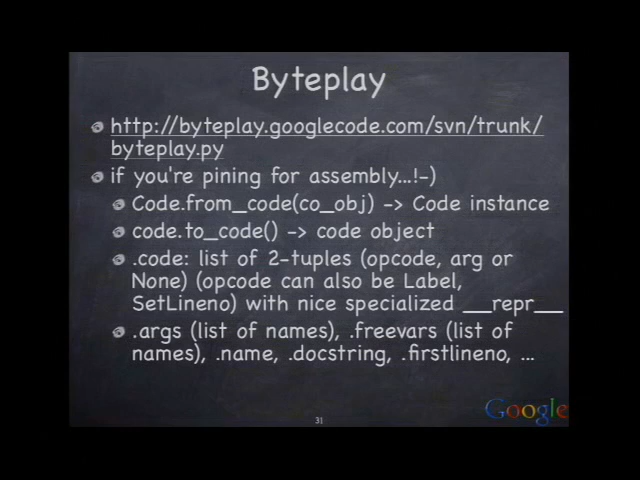 Byteplay
http://byteplay.googlecode.com/svn/trunk/
byteplay.py
if you're pining for assembly...!-)
Code.from_code(co_obj) -> Code instance
code.to_code() -> code object
.code: list of 2-tuples (opcode, arg or
None) (opcode can also be Label,
SetLineno) with nice specialized __repr__
.args (list of names), .freevars (list of
names), .name, .docstring, .firstlineno, ...
Google
31